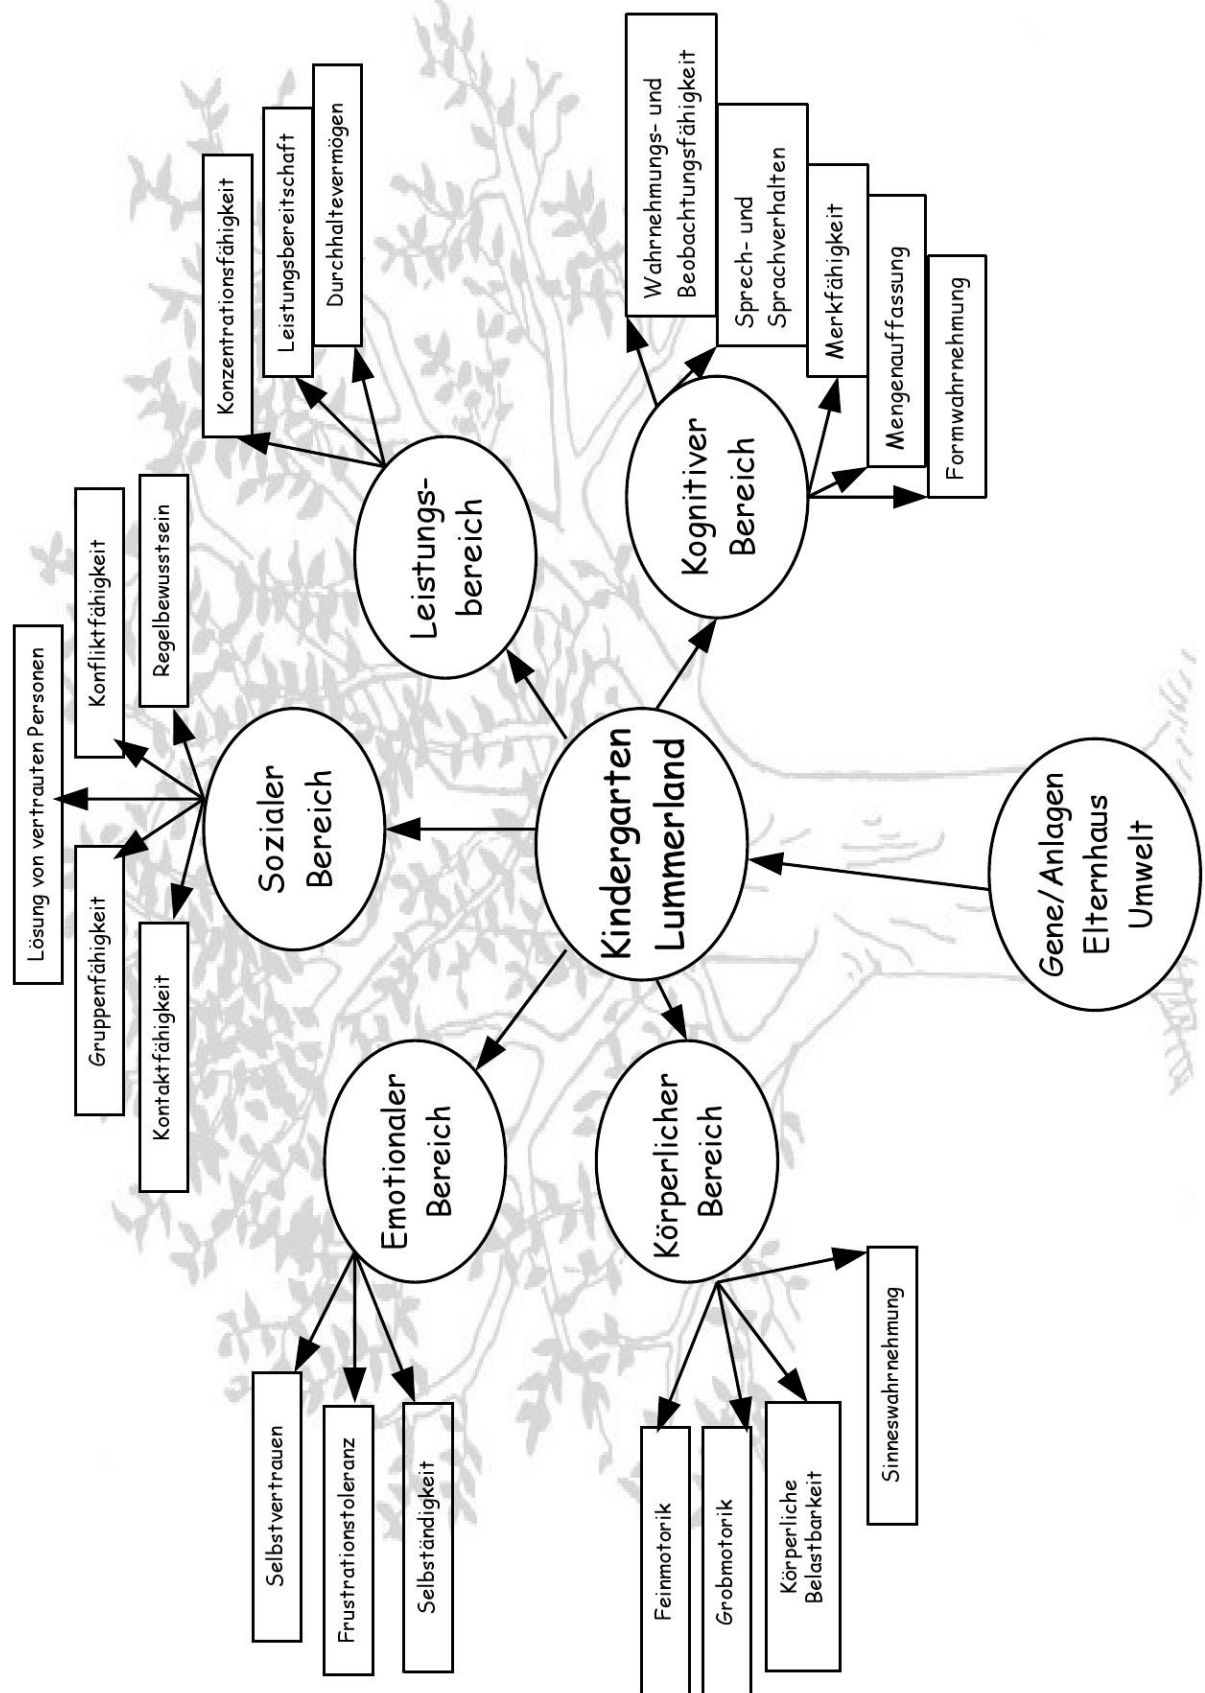 Lösung von vertrauten Personen
Gruppenfähigkeit
Konfliktfähigkeit
Kontaktfähigkeit
Regelbewusstsein
Sozialer
Bereich
Selbstvertrauen
Frustrationstoleranz
Selbständigkeit
Emotionaler
Bereich
Konzentrationsfähigkeit
Leistungsbereitschaft
Durchhaltevermögen
Leistungs-
bereich
Kindergarten
Lummerland
Feinmotorik
Grobmotorik
Körperliche
Belastbarkeit
Sinneswahrnehmung
Körperlicher
Bereich
Kognitiver
Bereich
Wahrnehmungs- und
Beobachtungsfähigkeit
Sprech- und
Sprachverhalten
Merkfähigkeit
Mengenauffassung
Formwahrnehmung
Gene/Anlagen
Elternhaus
Umwelt